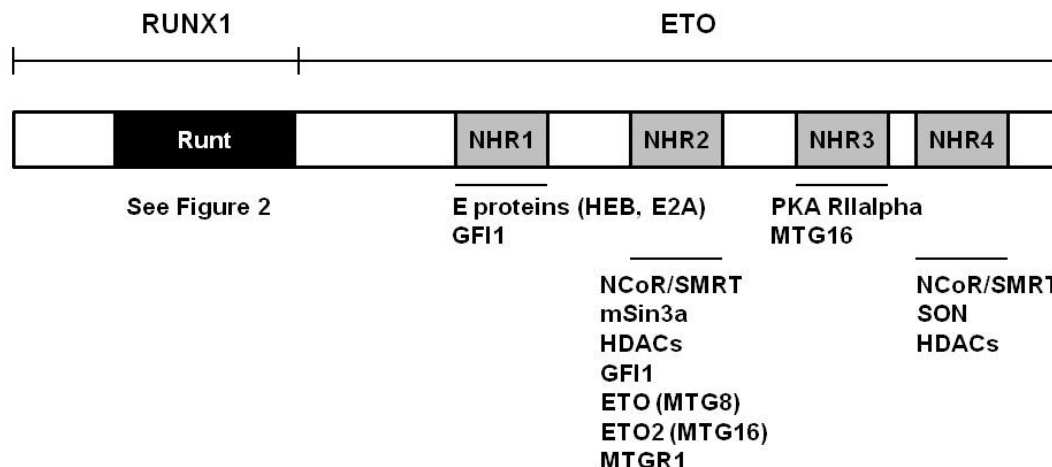 RUNX1 ETO
Runt NHR1 NHR2 NHR3 NHR4
See Figure 2
E proteins (HEB, E2A)
GFI1
PKA RIIalpha
MTG16
NCoR/SMRT
mSin3a
HDACs
GFI1
ETO (MTG8)
ETO2 (MTG16)
MTGR1
NCoR/SMRT
SON
HDACs